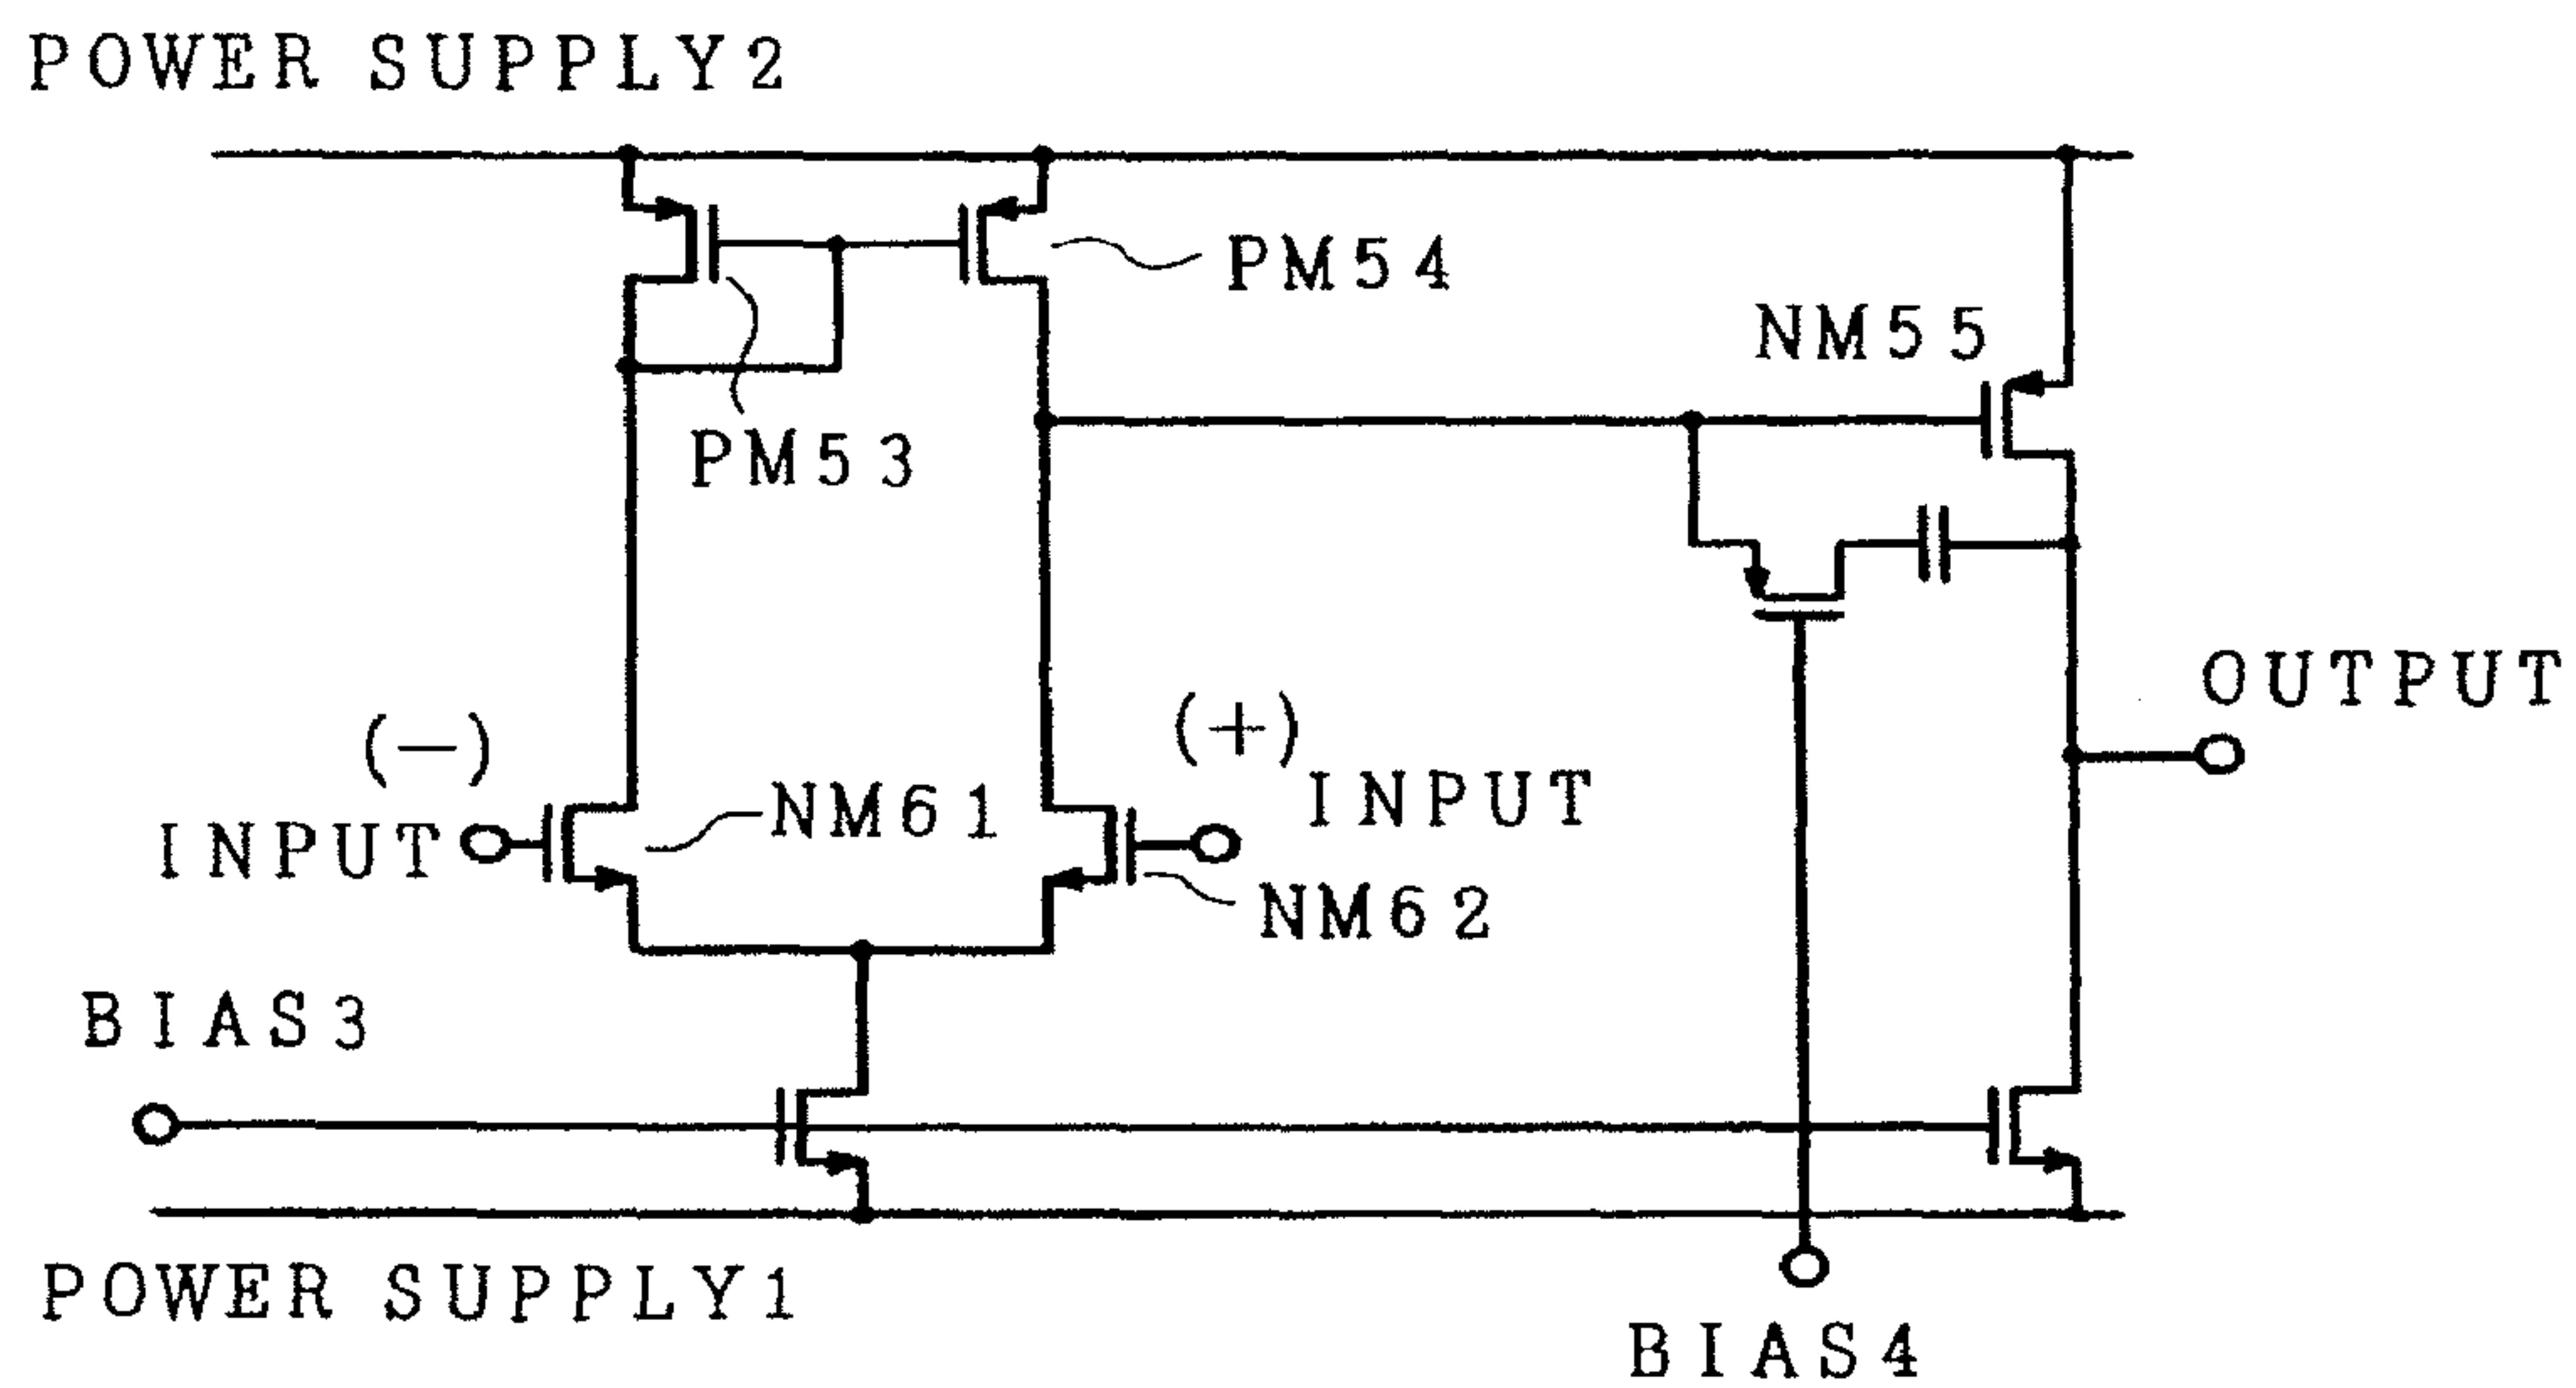 POWER SUPPLY2
PM54
NM55
PM53
(−)
(+)
INPUT
NM61
INPUT
OUTPUT
NM62
BIAS3
POWER SUPPLY1
BIAS4